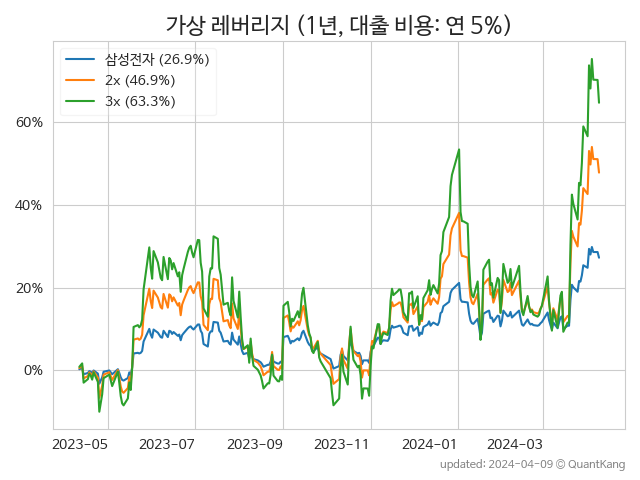 가상 레버리지 (1년, 대출 비용: 연 5%)
삼성전자 (26.9%)
2x (46.9%)
3x (63.3%)
60%
40%
20%
0%
2023-05 2023-07 2023-09 2023-11 2024-01 2024-03
updated: 2024-04-09 © QuantKang